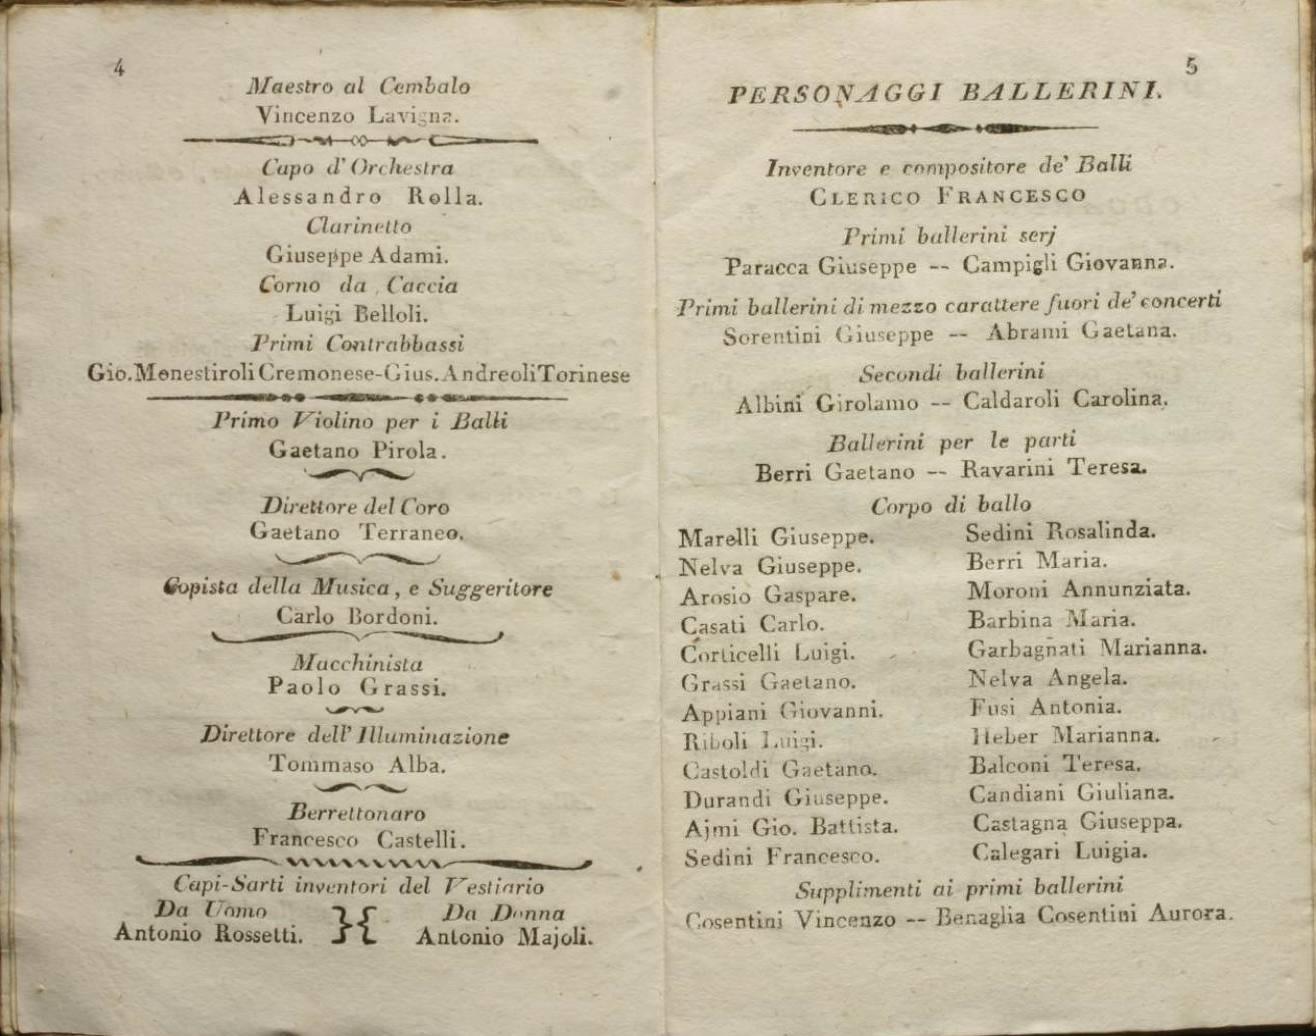 4
Maestro al Cembalo
Vincenzo Lavigna.
Capo d'Orchestra
Alessandro Rolla.
Clarinetto
Giuseppe Adami.
Corno da Caccia
Luigi Belloli.
Primi Contrabbassi
Gio. Monestiroli Cremonese-Gius. Andreoli Torinese
Primo Violino per i Balli
Gaetano Pirola.
Direttore del Coro
Gaetano Terraneo.
Copista della Musica, e Suggeritore
Carlo Bordoni.
Macchinista
Paolo Grassi.
Direttore dell' Illuminazione
Tommaso Alba.
Berrettonaro
Francesco Castelli.
Capi-Sarti inventori del Vestiario
Da Uomo }{ Da Donna
Antonio Rossetti. Antonio Majoli.
5
PERSONAGGI BALLERINI.
Inventore e compositore de' Balli
CLERICO FRANCESCO
Primi ballerini serj
Paracca Giuseppe -- Campigli Giovanna.
Primi ballerini di mezzo carattere fuori de' concerti
Sorentini Giuseppe -- Abrami Gaetana.
Secondi ballerini
Albini Girolamo -- Caldaroli Carolina.
Ballerini per le parti
Berri Gaetano -- Ravarini Teresa.
Corpo di ballo
Marelli Giuseppe. Sedini Rosalinda.
Nelva Giuseppe. Berri Maria.
Arosio Gaspare. Moroni Annunziata.
Casati Carlo. Barbina Maria.
Corticelli Luigi. Garbagnati Marianna.
Grassi Gaetano. Nelva Angela.
Appiani Giovanni. Fusi Antonia.
Riboli Luigi. Heber Marianna.
Castoldi Gaetano. Balconi Teresa.
Durandi Giuseppe. Candiani Giuliana.
Ajmi Gio. Battista. Castagna Giuseppa.
Sedini Francesco. Calegari Luigia.
Supplimenti ai primi ballerini
Cosentini Vincenzo -- Benaglia Cosentini Aurora.